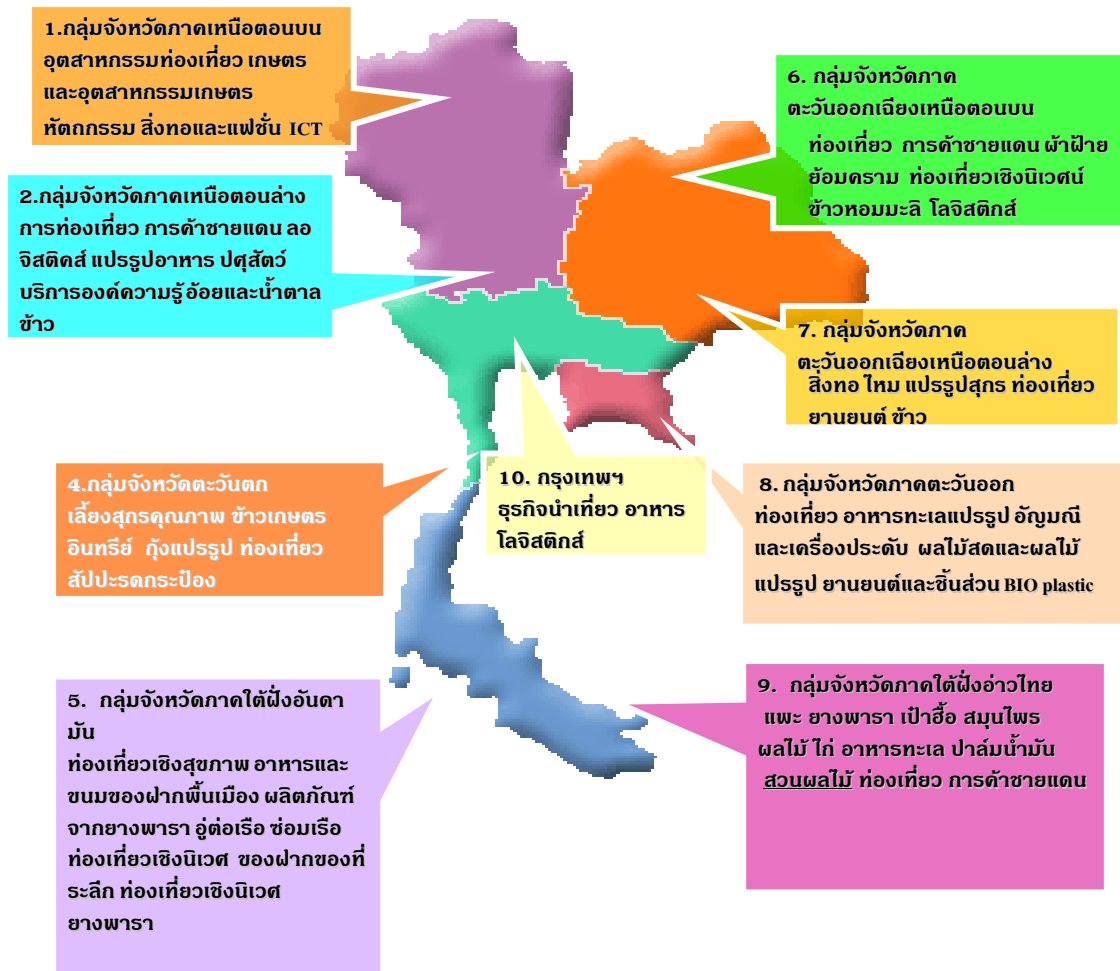 1.กลุ่มจังหวัดภาคเหนือตอนบน
อุตสาหกรรมท่องเที่ยว เกษตร
และอุตสาหกรรมเกษตร
หัตถกรรม สิ่งทอและแฟชั่น ICT
2.กลุ่มจังหวัดภาคเหนือตอนล่าง
การท่องเที่ยว การค้าชายแดน ลอ
จิสติคส์ แปรรูปอาหาร ปศุสัตว์
บริการองค์ความรู้ อ้อยและน้ำตาล
ข้าว
4.กลุ่มจังหวัดตะวันตก
เลี้ยงสุกรคุณภาพ ข้าวเกษตร
อินทรีย์ กุ้งแปรรูป ท่องเที่ยว
สัปปะรดกระป๋อง
5. กลุ่มจังหวัดภาคใต้ฝั่งอันดา
มัน
ท่องเที่ยวเชิงสุขภาพ อาหารและ
ขนมของฝากพื้นเมือง ผลิตภัณฑ์
จากยางพารา อู่ต่อเรือ ซ่อมเรือ
ท่องเที่ยวเชิงนิเวศ ของฝากของที่
ระลึก ท่องเที่ยวเชิงนิเวศ
ยางพารา
6. กลุ่มจังหวัดภาค
ตะวันออกเฉียงเหนือตอนบน
ท่องเที่ยว การค้าชายแดน ผ้าฝ้าย
ย้อมคราม ท่องเที่ยวเชิงนิเวศน์
ข้าวหอมมะลิ โลจิสติกส์
7. กลุ่มจังหวัดภาค
ตะวันออกเฉียงเหนือตอนล่าง
สิ่งทอ ไหม แปรรูปสุกร ท่องเที่ยว
ยานยนต์ ข้าว
8. กลุ่มจังหวัดภาคตะวันออก
ท่องเที่ยว อาหารทะเลแปรรูป อัญมณี
และเครื่องประดับ ผลไม้สดและผลไม้
แปรรูป ยานยนต์และชิ้นส่วน BIO plastic
9. กลุ่มจังหวัดภาคใต้ฝั่งอ่าวไทย
แพะ ยางพารา เป๋าฮื้อ สมุนไพร
ผลไม้ ไก่ อาหารทะเล ปาล์มน้ำมัน
สวนผลไม้ ท่องเที่ยว การค้าชายแดน
10. กรุงเทพฯ
ธุรกิจนำเที่ยว อาหาร
โลจิสติกส์